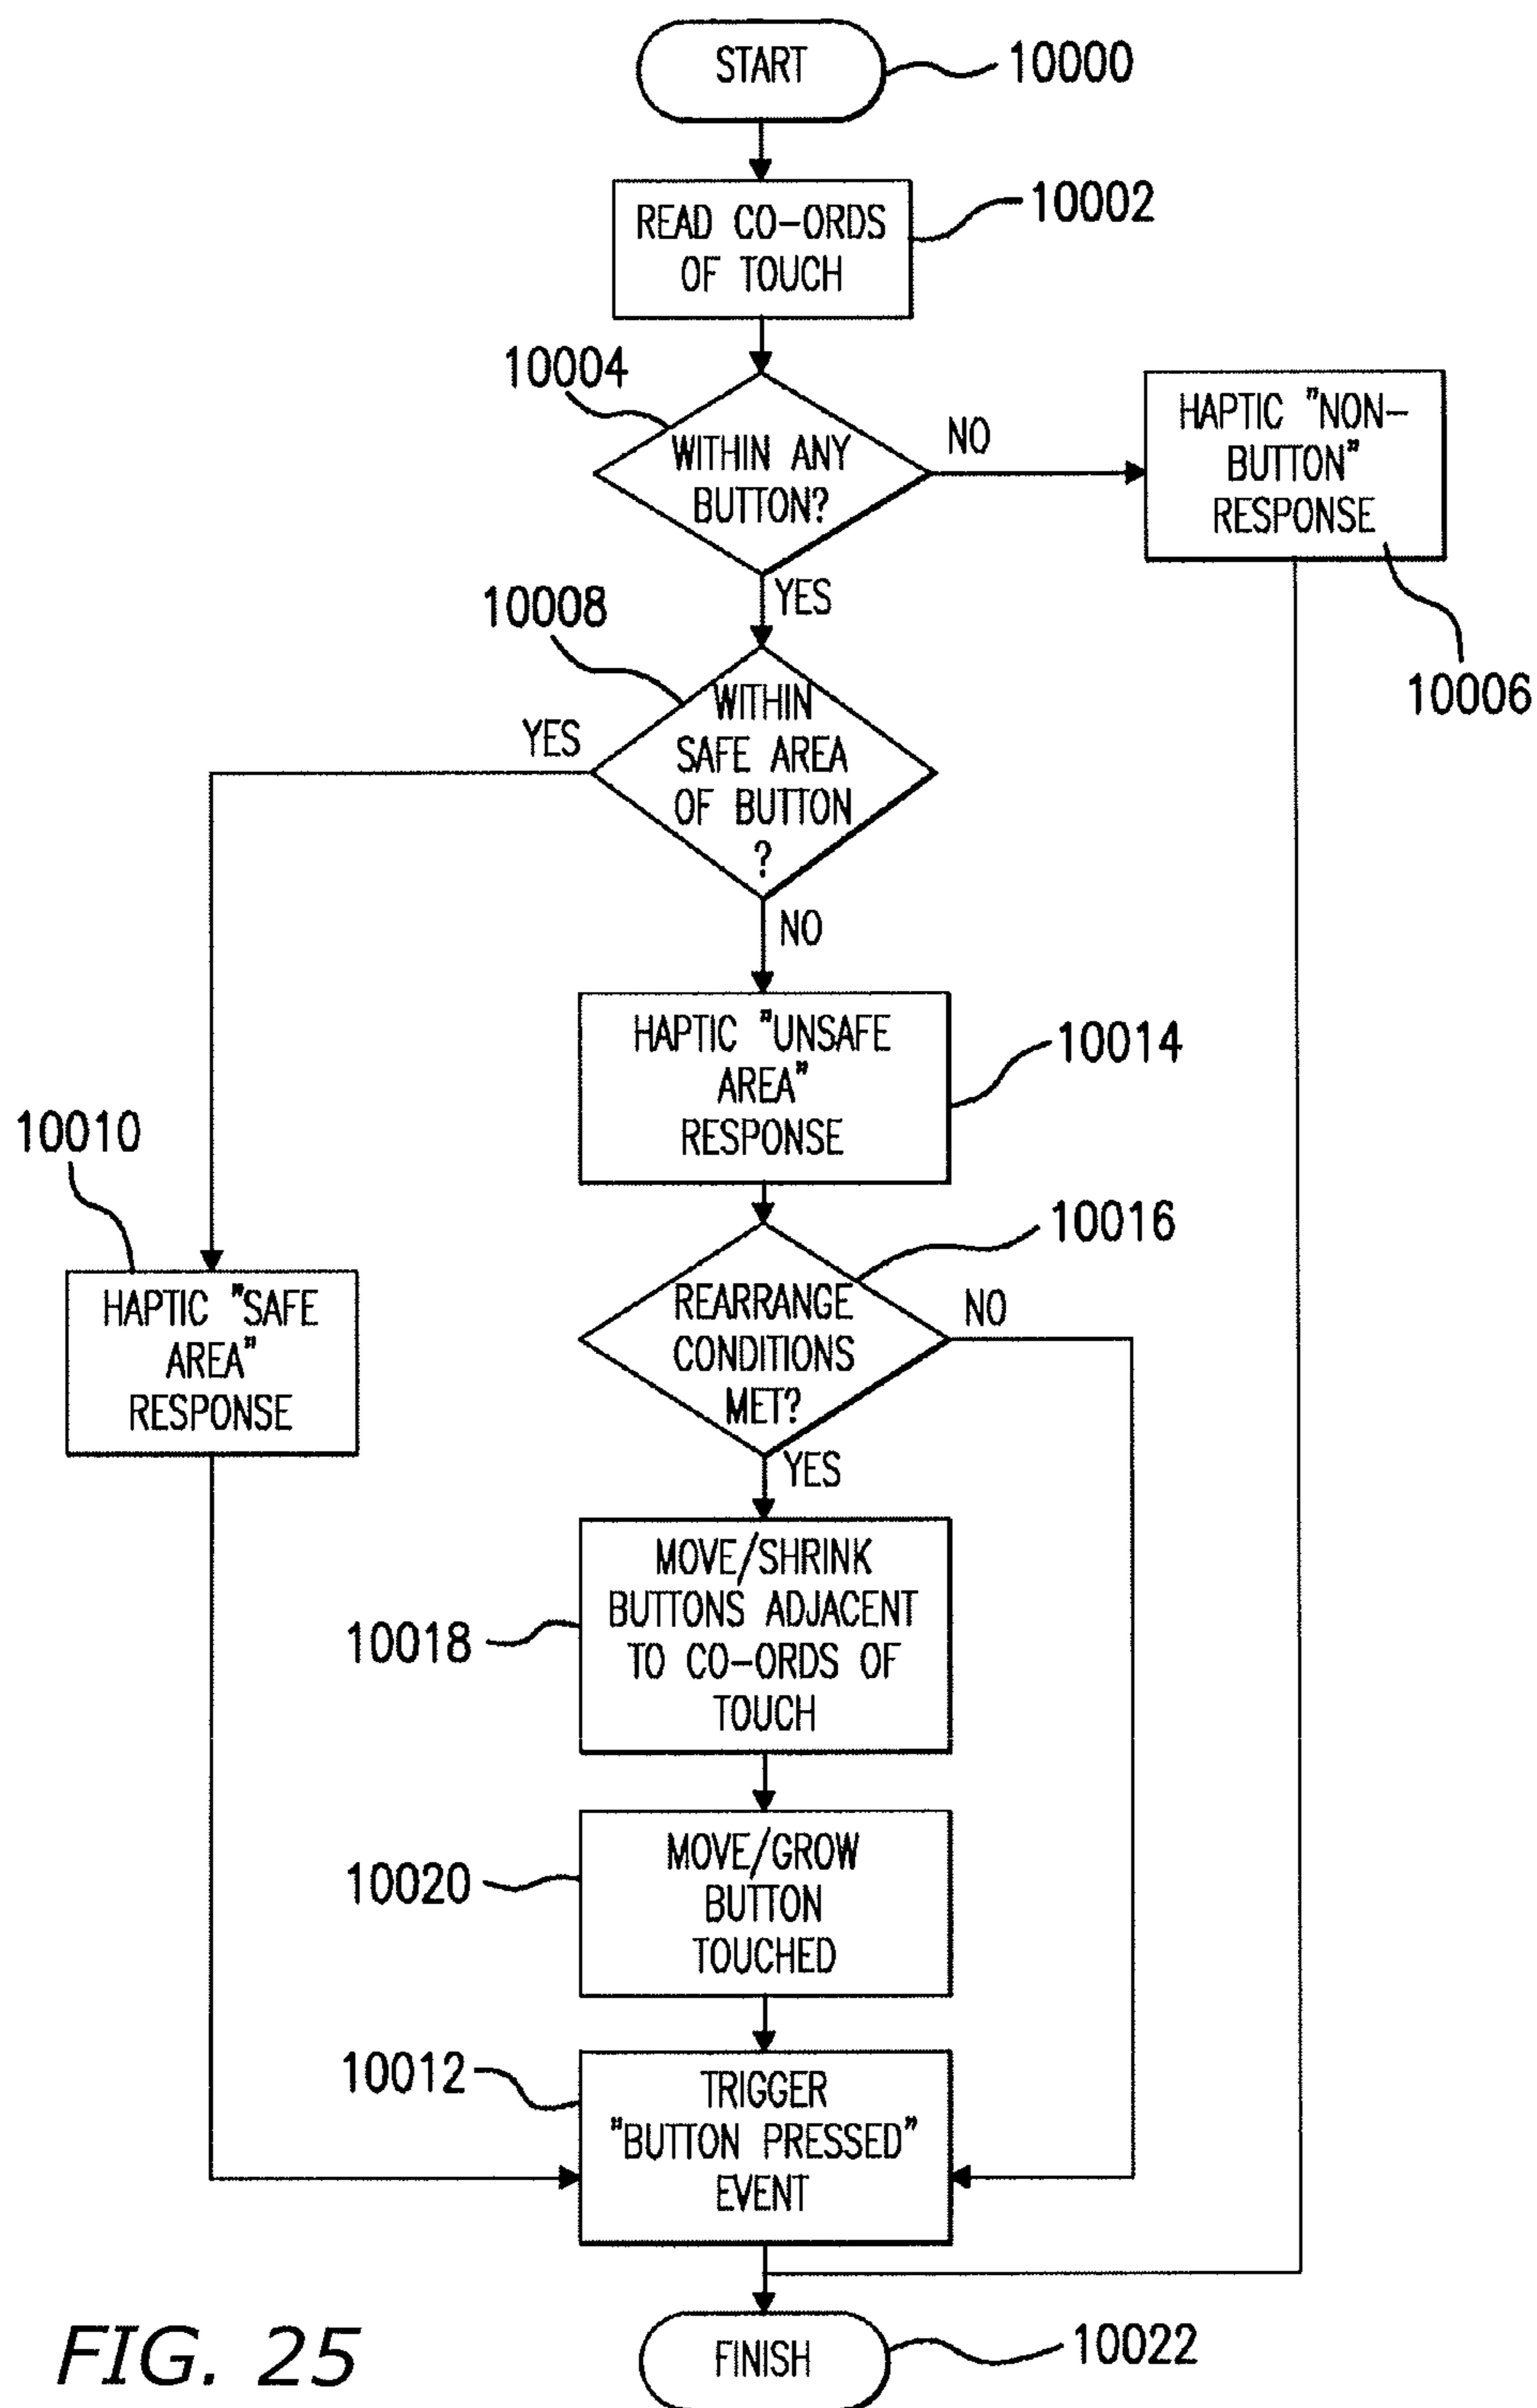 START
10000
READ CO-ORDS
OF TOUCH
10002
10004
WITHIN ANY
BUTTON?
NO
HAPTIC "NON-
BUTTON"
RESPONSE
10006
YES
10008
WITHIN
SAFE AREA
OF BUTTON
?
YES
NO
HAPTIC "UNSAFE
AREA"
RESPONSE
10014
10010
HAPTIC "SAFE
AREA"
RESPONSE
10016
REARRANGE
CONDITIONS
MET?
NO
YES
MOVE/SHRINK
BUTTONS ADJACENT
TO CO-ORDS OF
TOUCH
10018
MOVE/GROW
BUTTON
TOUCHED
10020
10012
TRIGGER
"BUTTON PRESSED"
EVENT
FINISH
10022
FIG. 25